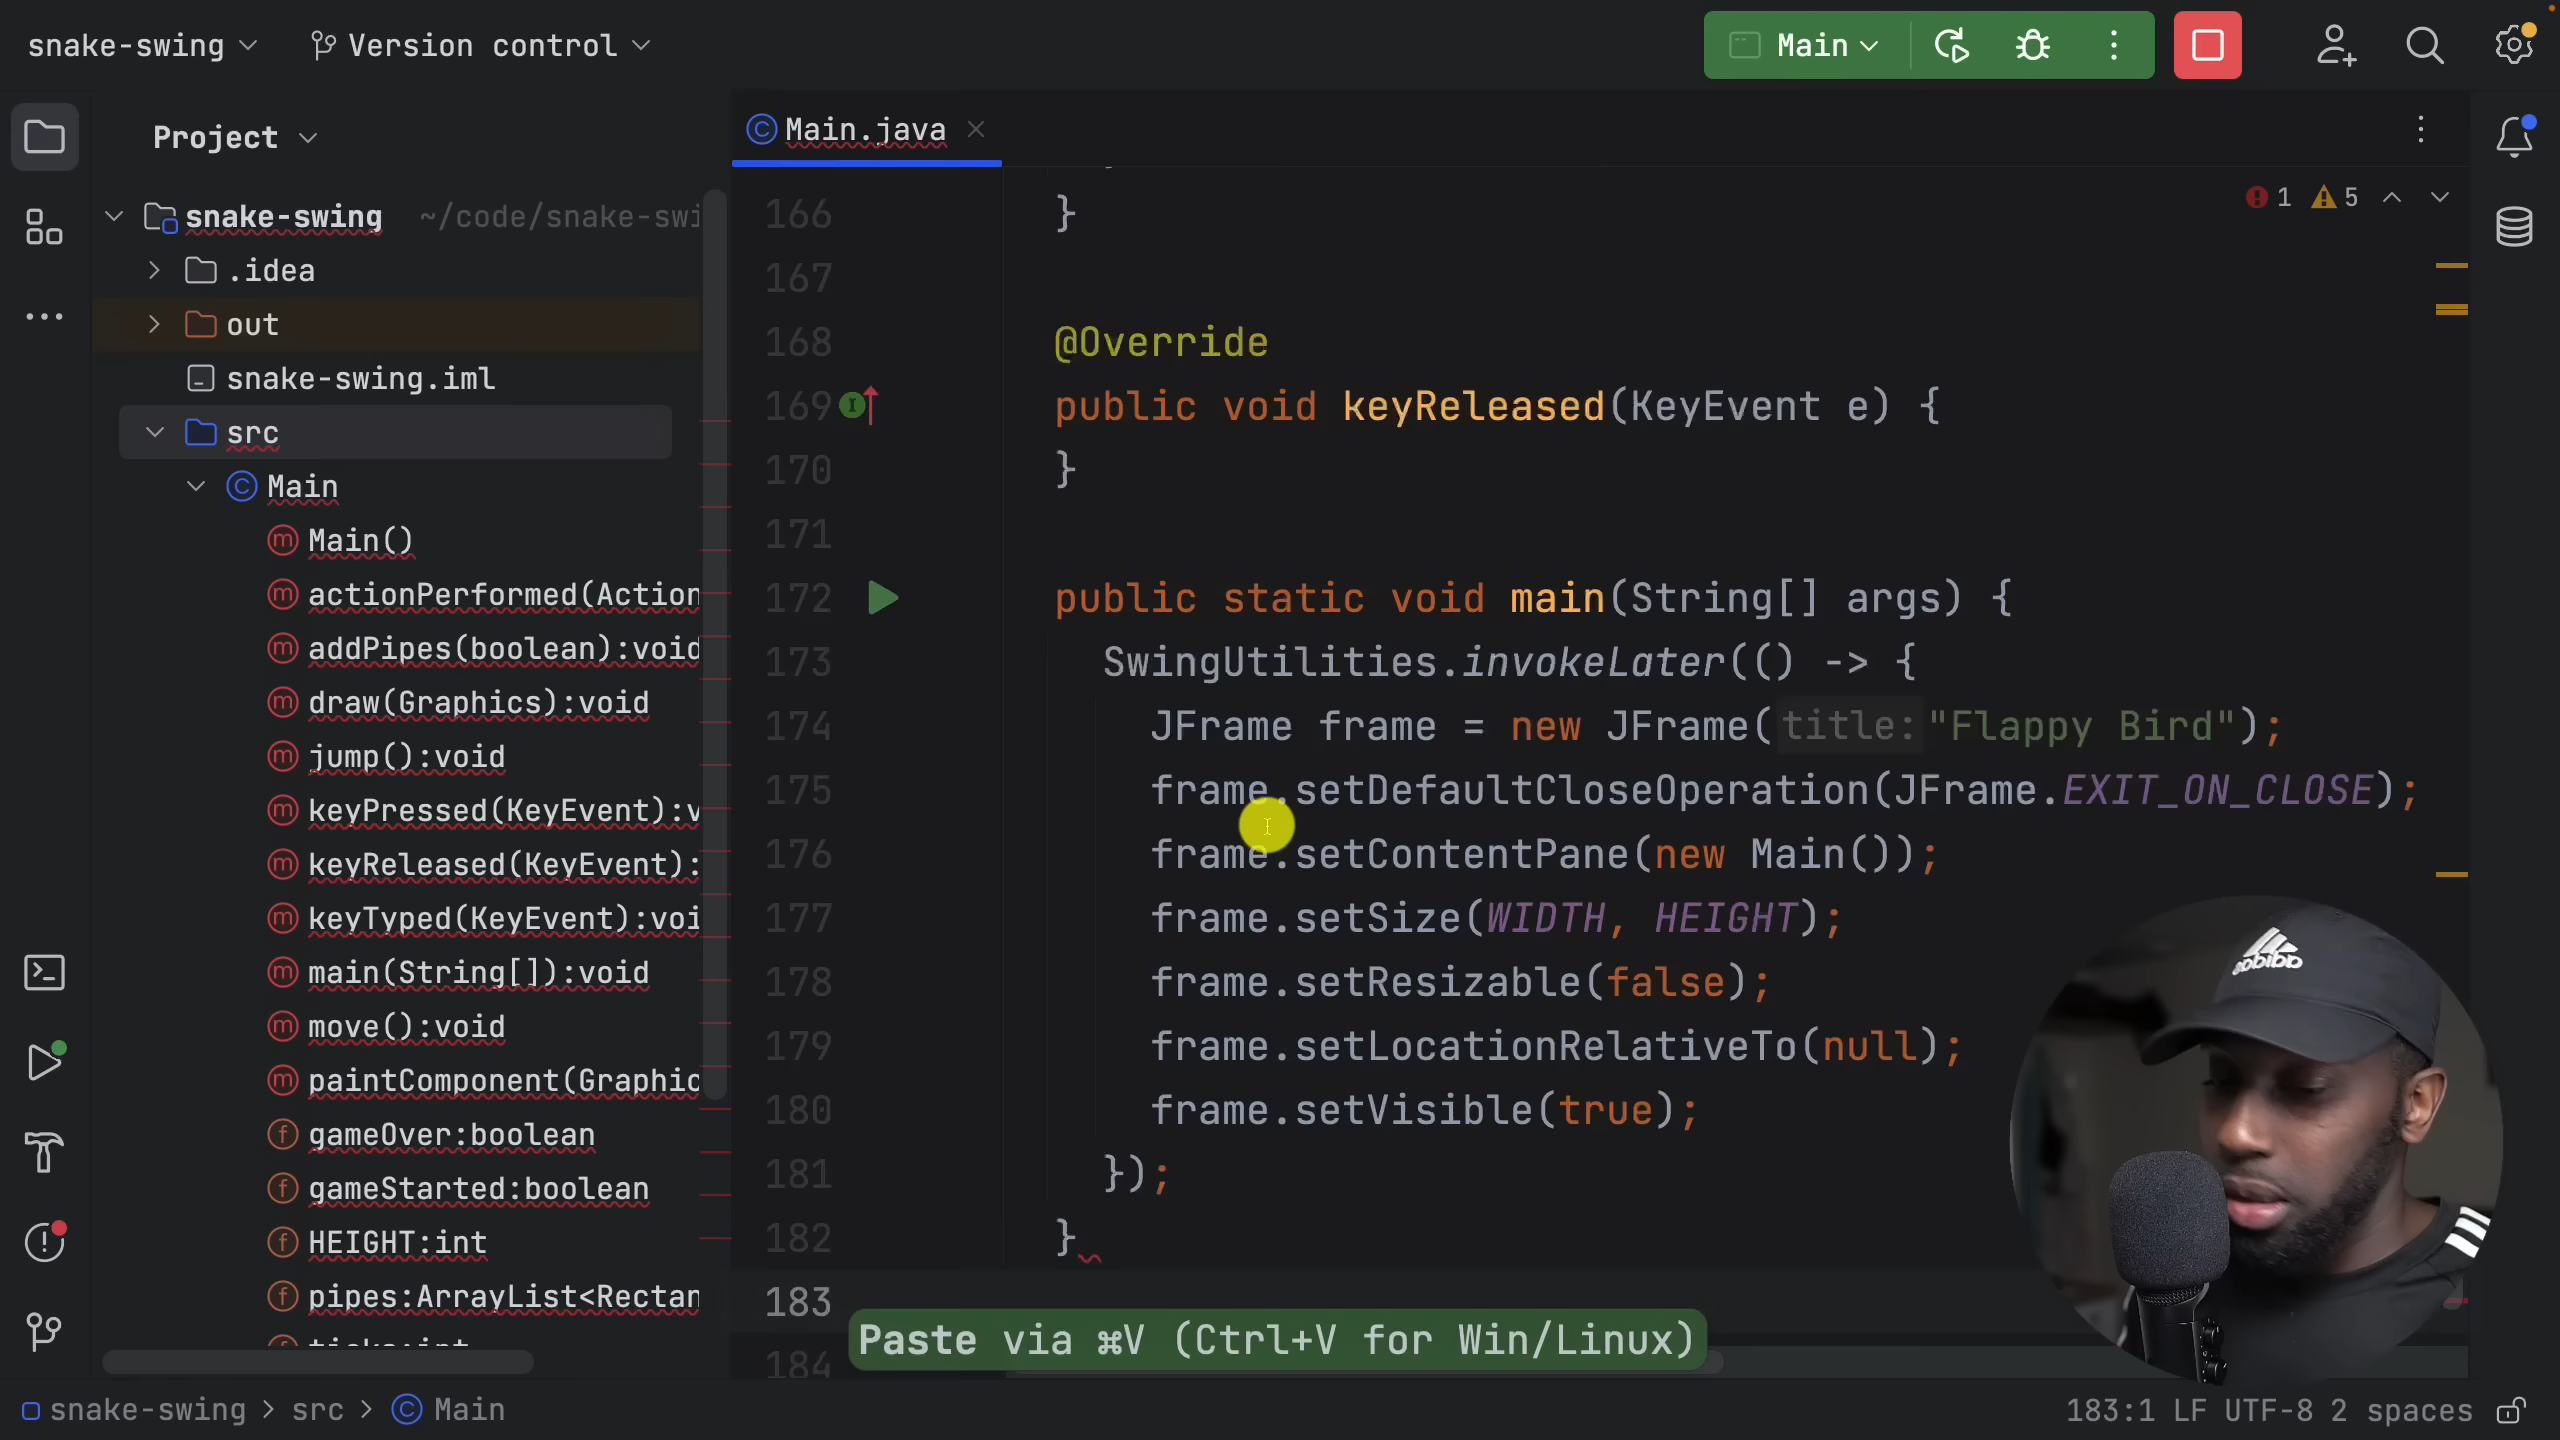 snake-swing
Version control
Main
Project
Main.java
snake-swing ~/code/snake-swi
.idea
out
snake-swing.iml
src
Main
Main()
actionPerformed(Action
addPipes(boolean):void
draw(Graphics):void
jump():void
keyPressed(KeyEvent):v
keyReleased(KeyEvent):
keyTyped(KeyEvent):voi
main(String[]):void
move():void
paintComponent(Graphic
gameOver:boolean
gameStarted:boolean
HEIGHT:int
pipes:ArrayList<Rectan
ticks:int
1 5
166 }
167
168 @Override
169 public void keyReleased(KeyEvent e) {
170 }
171
172 public static void main(String[] args) {
173 SwingUtilities.invokeLater(() -> {
174 JFrame frame = new JFrame( title: "Flappy Bird");
175 frame.setDefaultCloseOperation(JFrame.EXIT_ON_CLOSE);
176 frame.setContentPane(new Main());
177 frame.setSize(WIDTH, HEIGHT);
178 frame.setResizable(false);
179 frame.setLocationRelativeTo(null);
180 frame.setVisible(true);
181 });
182 }
183
184
Paste via ⌘V (Ctrl+V for Win/Linux)
adidas
snake-swing > src > Main
183:1 LF UTF-8 2 spaces